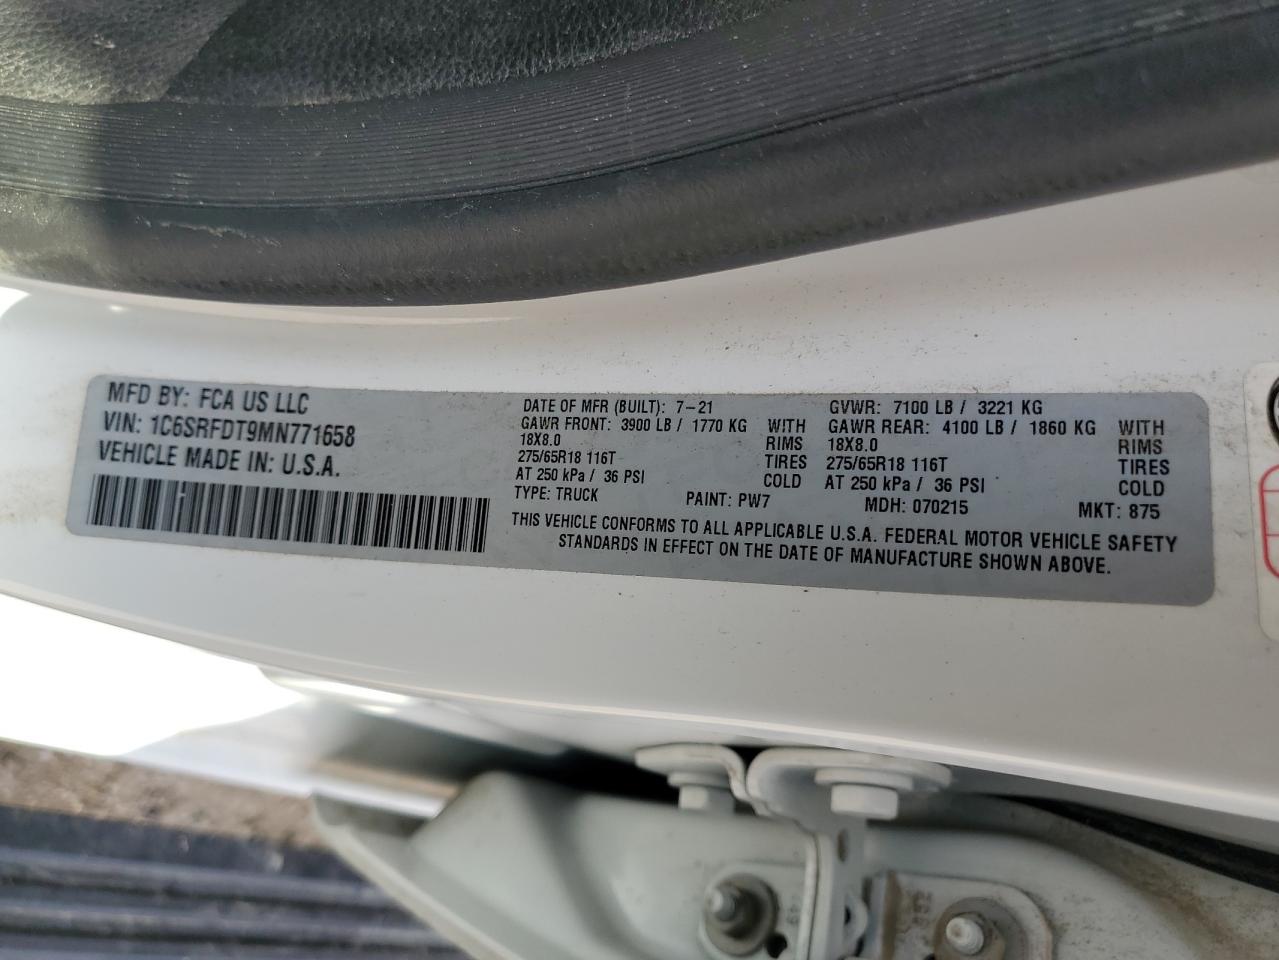 MFD BY: FCA US LLC
VIN: 1C6SRFDT9MN771658
VEHICLE MADE IN: U.S.A.
DATE OF MFR (BUILT): 7-21
GAWR FRONT: 3900 LB / 1770 KG WITH
18X8.0 RIMS
275/65R18 116T TIRES
AT 250 kPa / 36 PSI COLD
GVWR: 7100 LB / 3221 KG
GAWR REAR: 4100 LB / 1860 KG WITH
18X8.0 RIMS
275/65R18 116T TIRES
AT 250 kPa / 36 PSI COLD
TYPE: TRUCK PAINT: PW7 MDH: 070215 MKT: 875
THIS VEHICLE CONFORMS TO ALL APPLICABLE U.S.A. FEDERAL MOTOR VEHICLE SAFETY
STANDARDS IN EFFECT ON THE DATE OF MANUFACTURE SHOWN ABOVE.